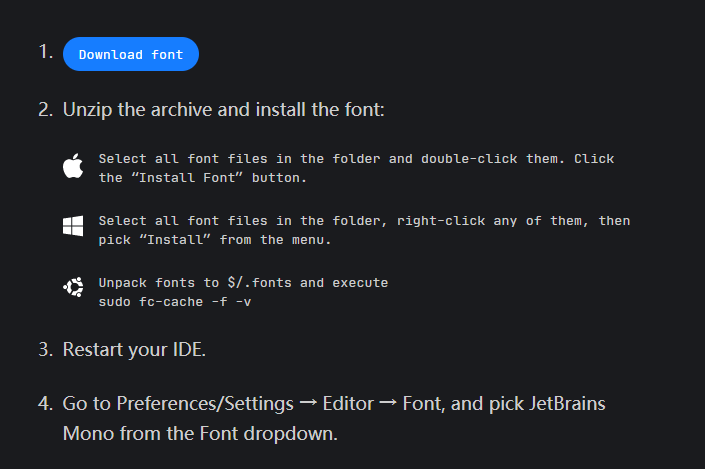 1. Download font
2. Unzip the archive and install the font:
Select all font files in the folder and double-click them. Click
the “Install Font” button.
Select all font files in the folder, right-click any of them, then
pick “Install” from the menu.
Unpack fonts to $/.fonts and execute
sudo fc-cache -f -v
3. Restart your IDE.
4. Go to Preferences/Settings → Editor → Font, and pick JetBrains
Mono from the Font dropdown.